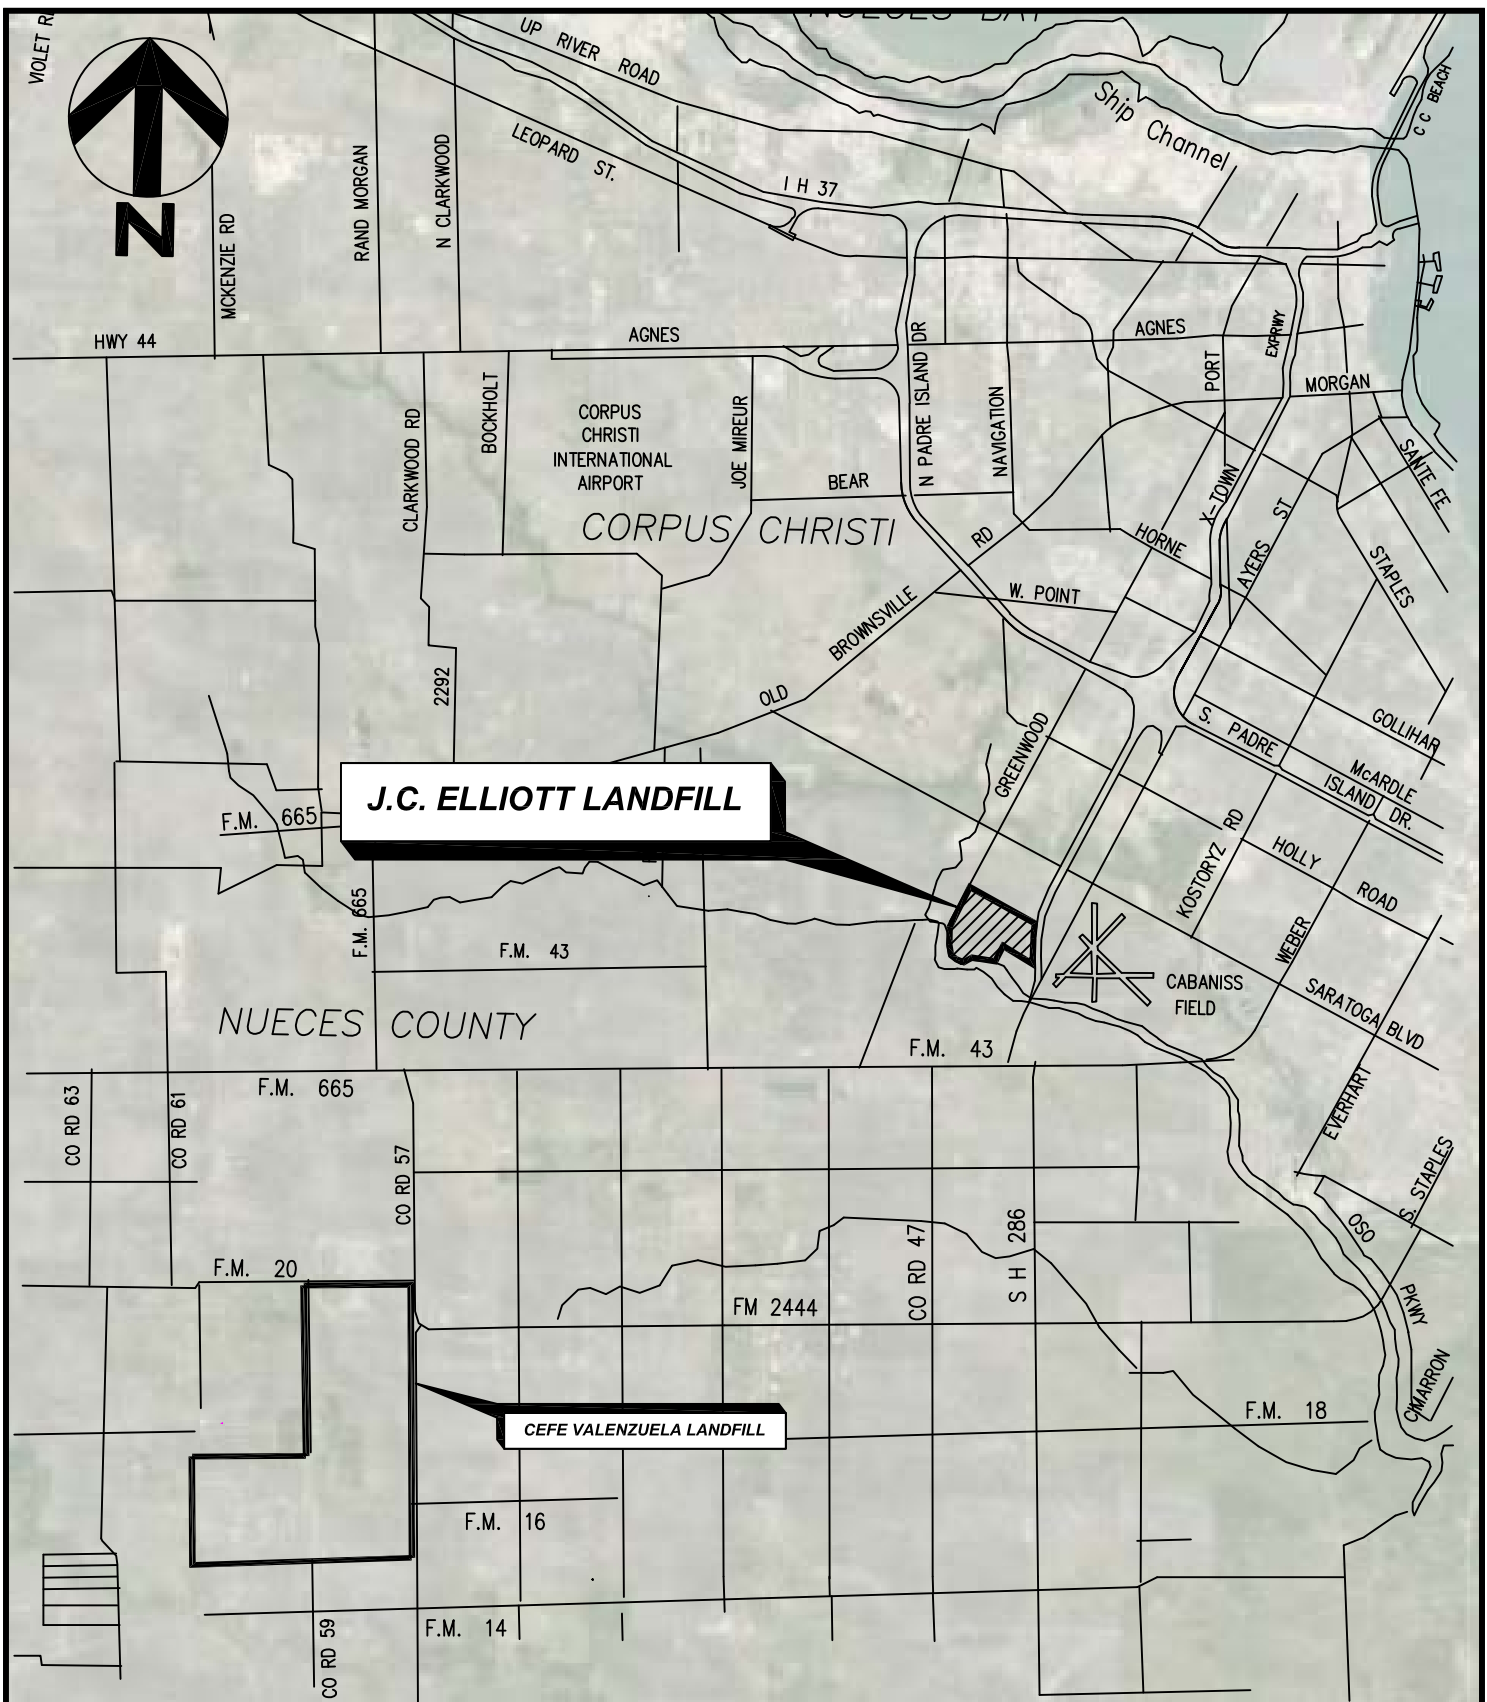 NUECES BAY
VIOLET RD
UP RIVER ROAD
CC BEACH
Ship Channel
LEOPARD ST.
I H 37
N
MCKENZIE RD
RAND MORGAN
N CLARKWOOD
HWY 44
AGNES
AGNES
N PADRE ISLAND DR
PORT
EXPRWY
MORGAN
CLARKWOOD RD
BOCKHOLT
CORPUS
CHRISTI
INTERNATIONAL
AIRPORT
JOE MIREUR
NAVIGATION
BEAR
SANTE FE
X-TOWN
CORPUS CHRISTI
RD
HORNE
AYERS ST
STAPLES
W. POINT
BROWNSVILLE
OLD
2292
GREENWOOD
S. PADRE
GOLLIHAR
McARDLE
ISLAND DR.
J.C. ELLIOTT LANDFILL
F.M. 665
KOSTORYZ RD
HOLLY
ROAD
F.M. 665
F.M. 43
WEBER
CABANISS
FIELD
SARATOGA BLVD
NUECES COUNTY
F.M. 43
F.M. 665
CO RD 63
CO RD 61
CO RD 57
EVERHART
S. STAPLES
OSO
CO RD 47
S H 286
F.M. 20
FM 2444
PKWY
CIMARRON
CEFE VALENZUELA LANDFILL
F.M. 18
F.M. 16
F.M. 14
CO RD 59